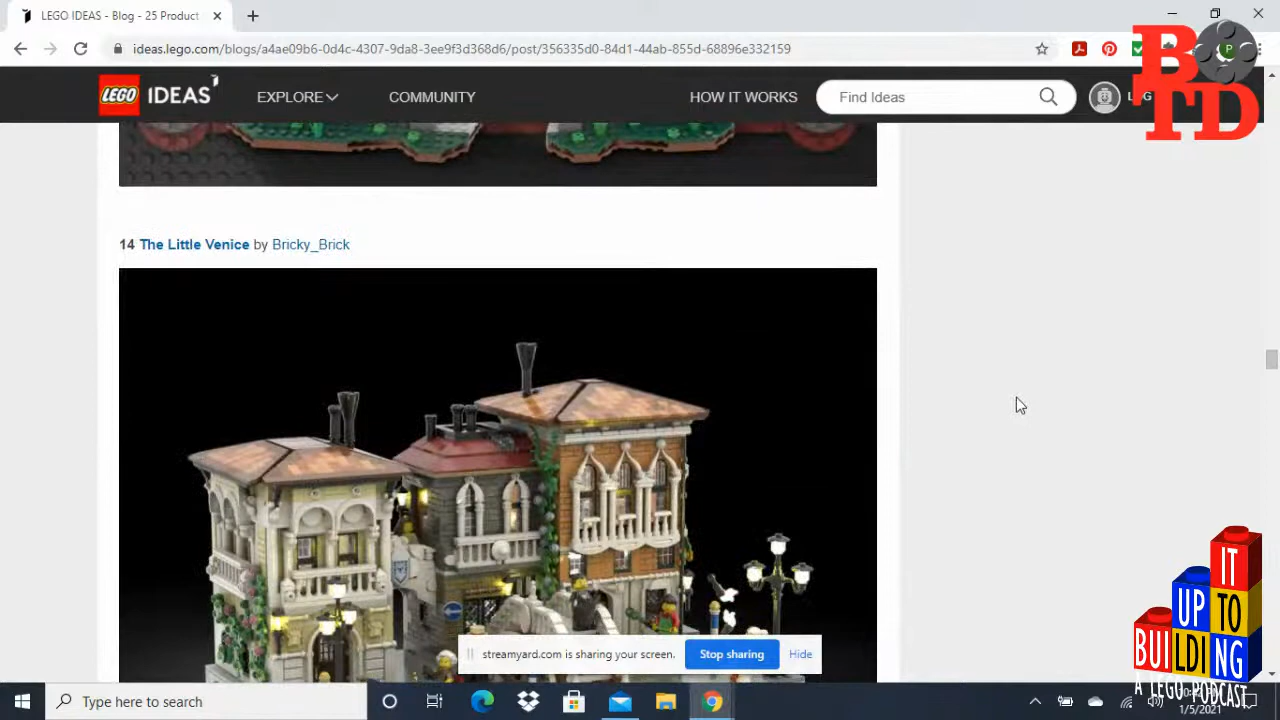 LEGO IDEAS - Blog - 25 Product
ideas.lego.com/blogs/a4ae09b6-0d4c-4307-9da8-3ee9f3d368d6/post/356335d0-84d1-44ab-855d-68896e332159
P
B
TD
LEGO IDEAS
EXPLORE
COMMUNITY
HOW IT WORKS
Find Ideas
14 The Little Venice by Bricky_Brick
streamyard.com is sharing your screen.
Stop sharing
Hide
IT
UP TO
BUILDING
A LEGO PODCAST
Type here to search
1/5/2021